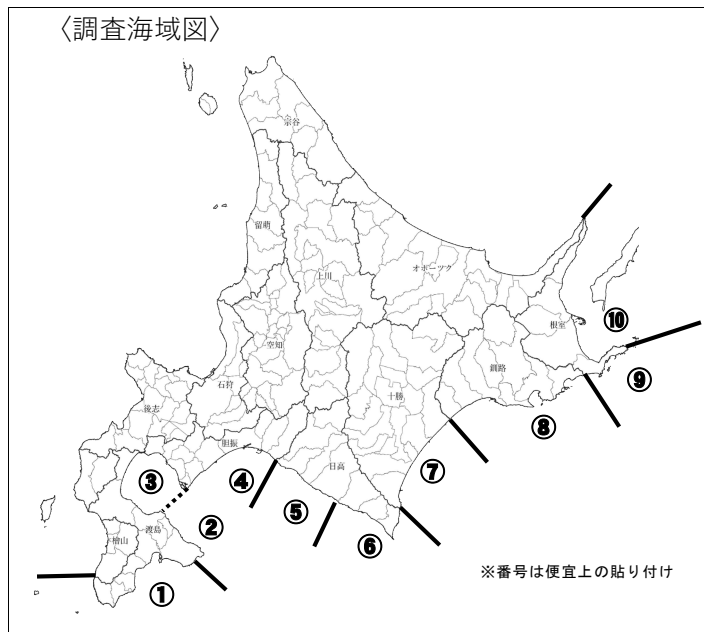 〈調査海域図〉
宗谷
留萌
上川
オホーツク
根室
⑩
空知
釧路
⑨
石狩
十勝
⑧
後志
胆振
⑦
日高
③
④
⑤
②
⑥
渡島
檜山
①
※番号は便宜上の貼り付け